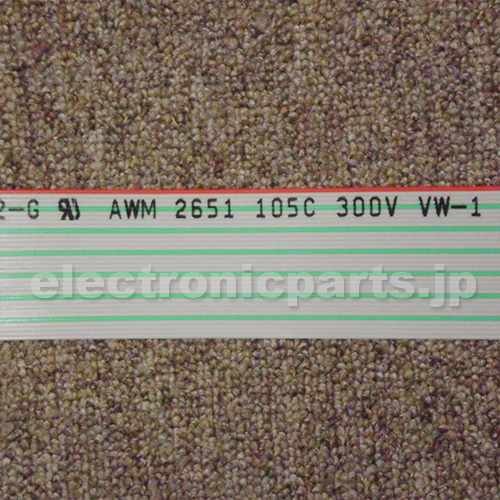 2-G AWM 2651 105C 300V VW-1
electronicparts.jp